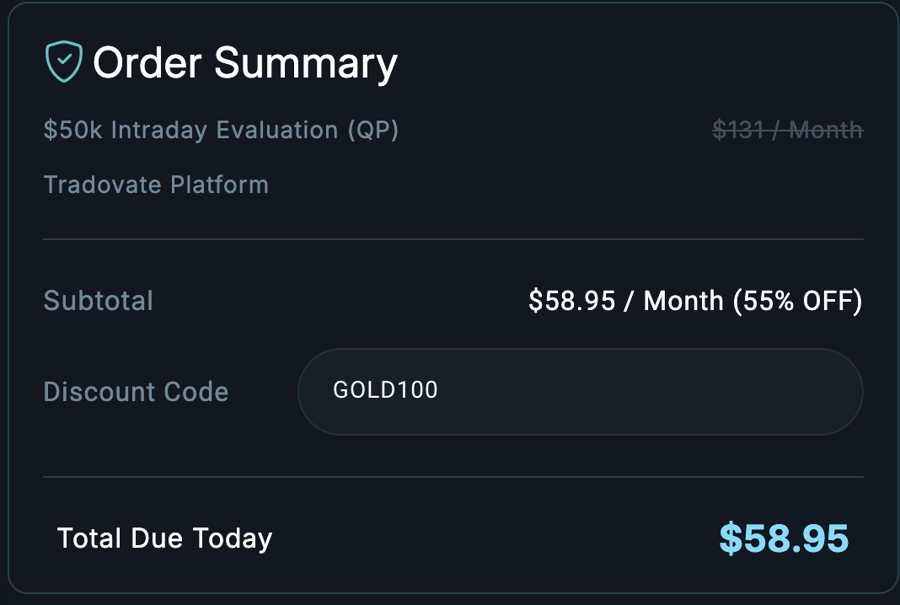 Order Summary
$50k Intraday Evaluation (QP) $131 / Month
Tradovate Platform
Subtotal $58.95 / Month (55% OFF)
Discount Code GOLD100
Total Due Today $58.95